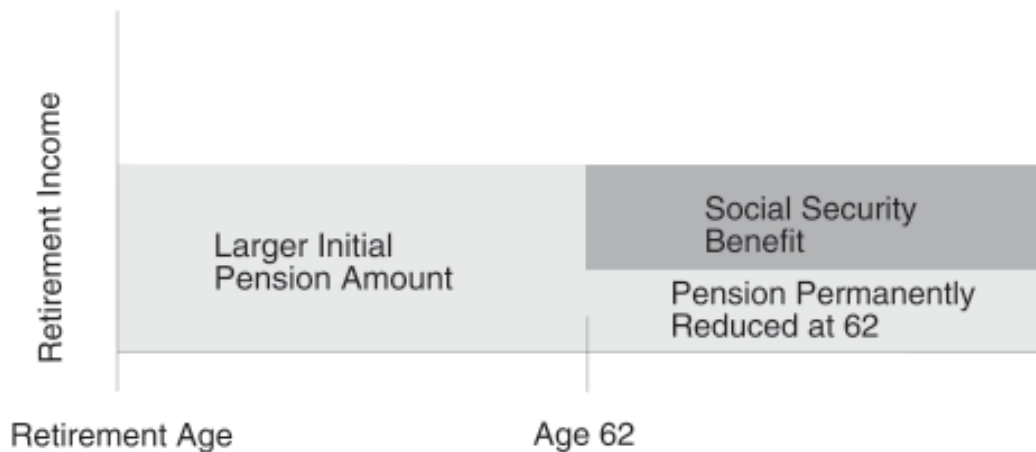 Retirement Income
Larger Initial
Pension Amount
Social Security
Benefit
Pension Permanently
Reduced at 62
Retirement Age
Age 62